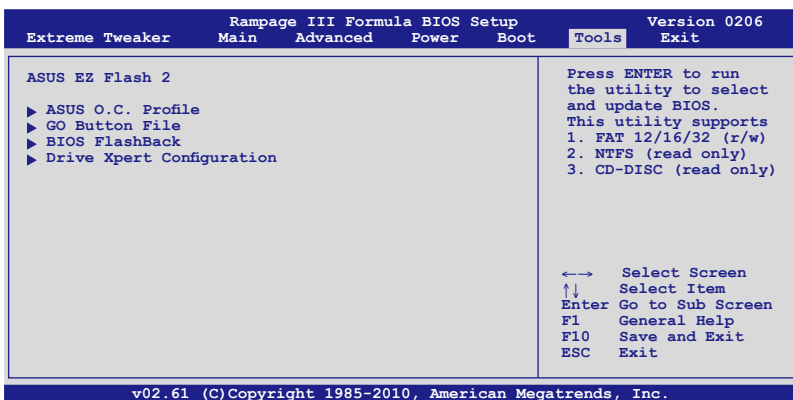 Rampage III Formula BIOS Setup Version 0206
Extreme Tweaker Main Advanced Power Boot Tools Exit
ASUS EZ Flash 2
▶ ASUS O.C. Profile
▶ GO Button File
▶ BIOS FlashBack
▶ Drive Xpert Configuration
Press ENTER to run
the utility to select
and update BIOS.
This utility supports
1. FAT 12/16/32 (r/w)
2. NTFS (read only)
3. CD-DISC (read only)
←→ Select Screen
↑↓ Select Item
Enter Go to Sub Screen
F1 General Help
F10 Save and Exit
ESC Exit
v02.61 (C)Copyright 1985-2010, American Megatrends, Inc.